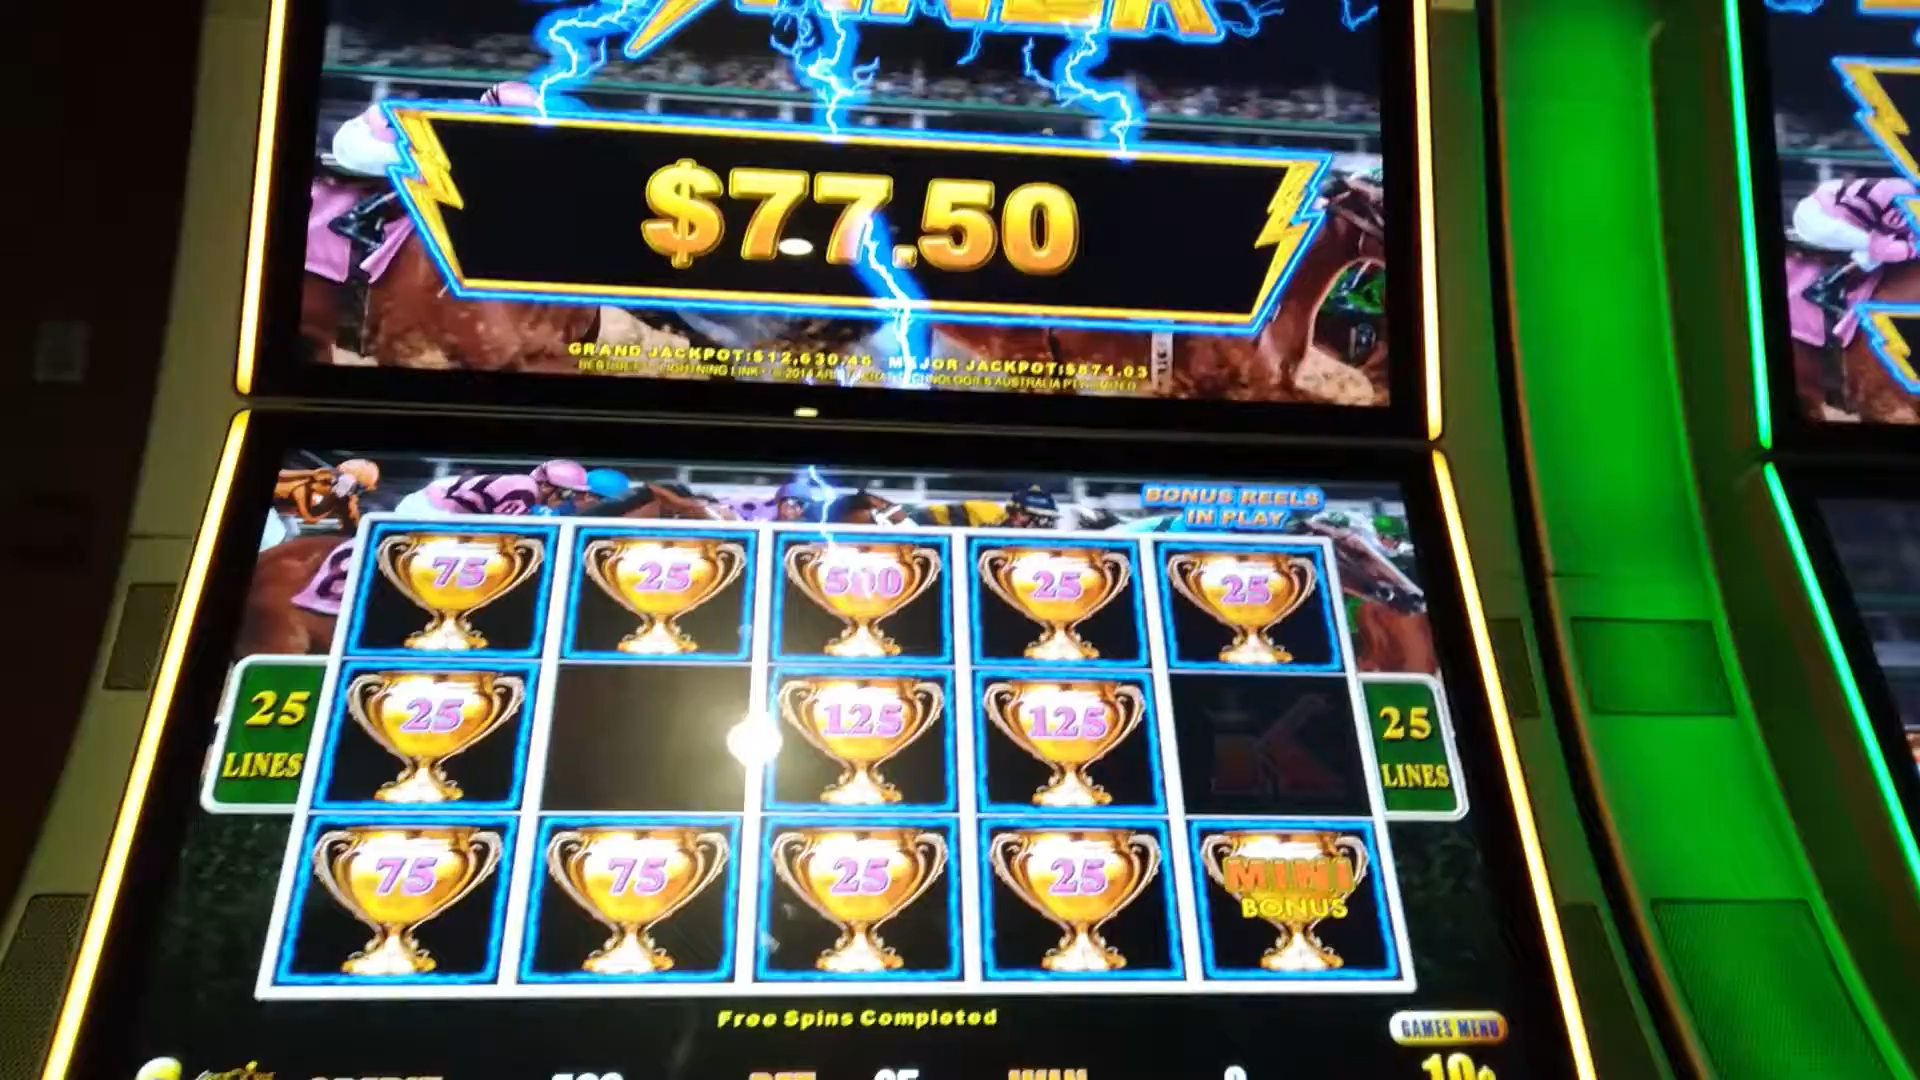 $77.50
GRAND JACKPOT:$12,630.46 MAJOR JACKPOT:$871.03
BONUS REELS
IN PLAY
75 25 500 25 25
25 LINES
25 125 125
25 LINES
75 75 25 25 MINI BONUS
Free Spins Completed
GAMES MENU